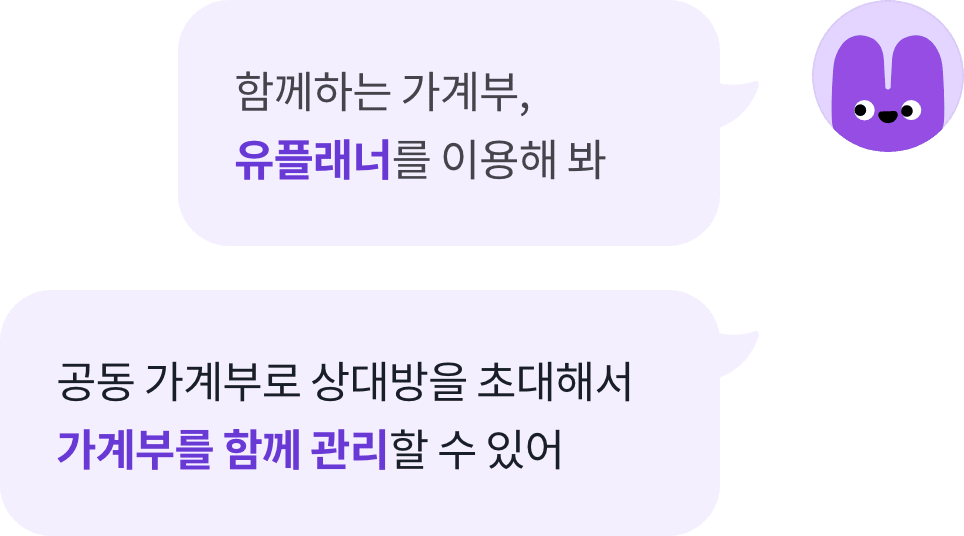 함께하는 가계부,
유플래너를 이용해 봐
공동 가계부로 상대방을 초대해서
가계부를 함께 관리할 수 있어